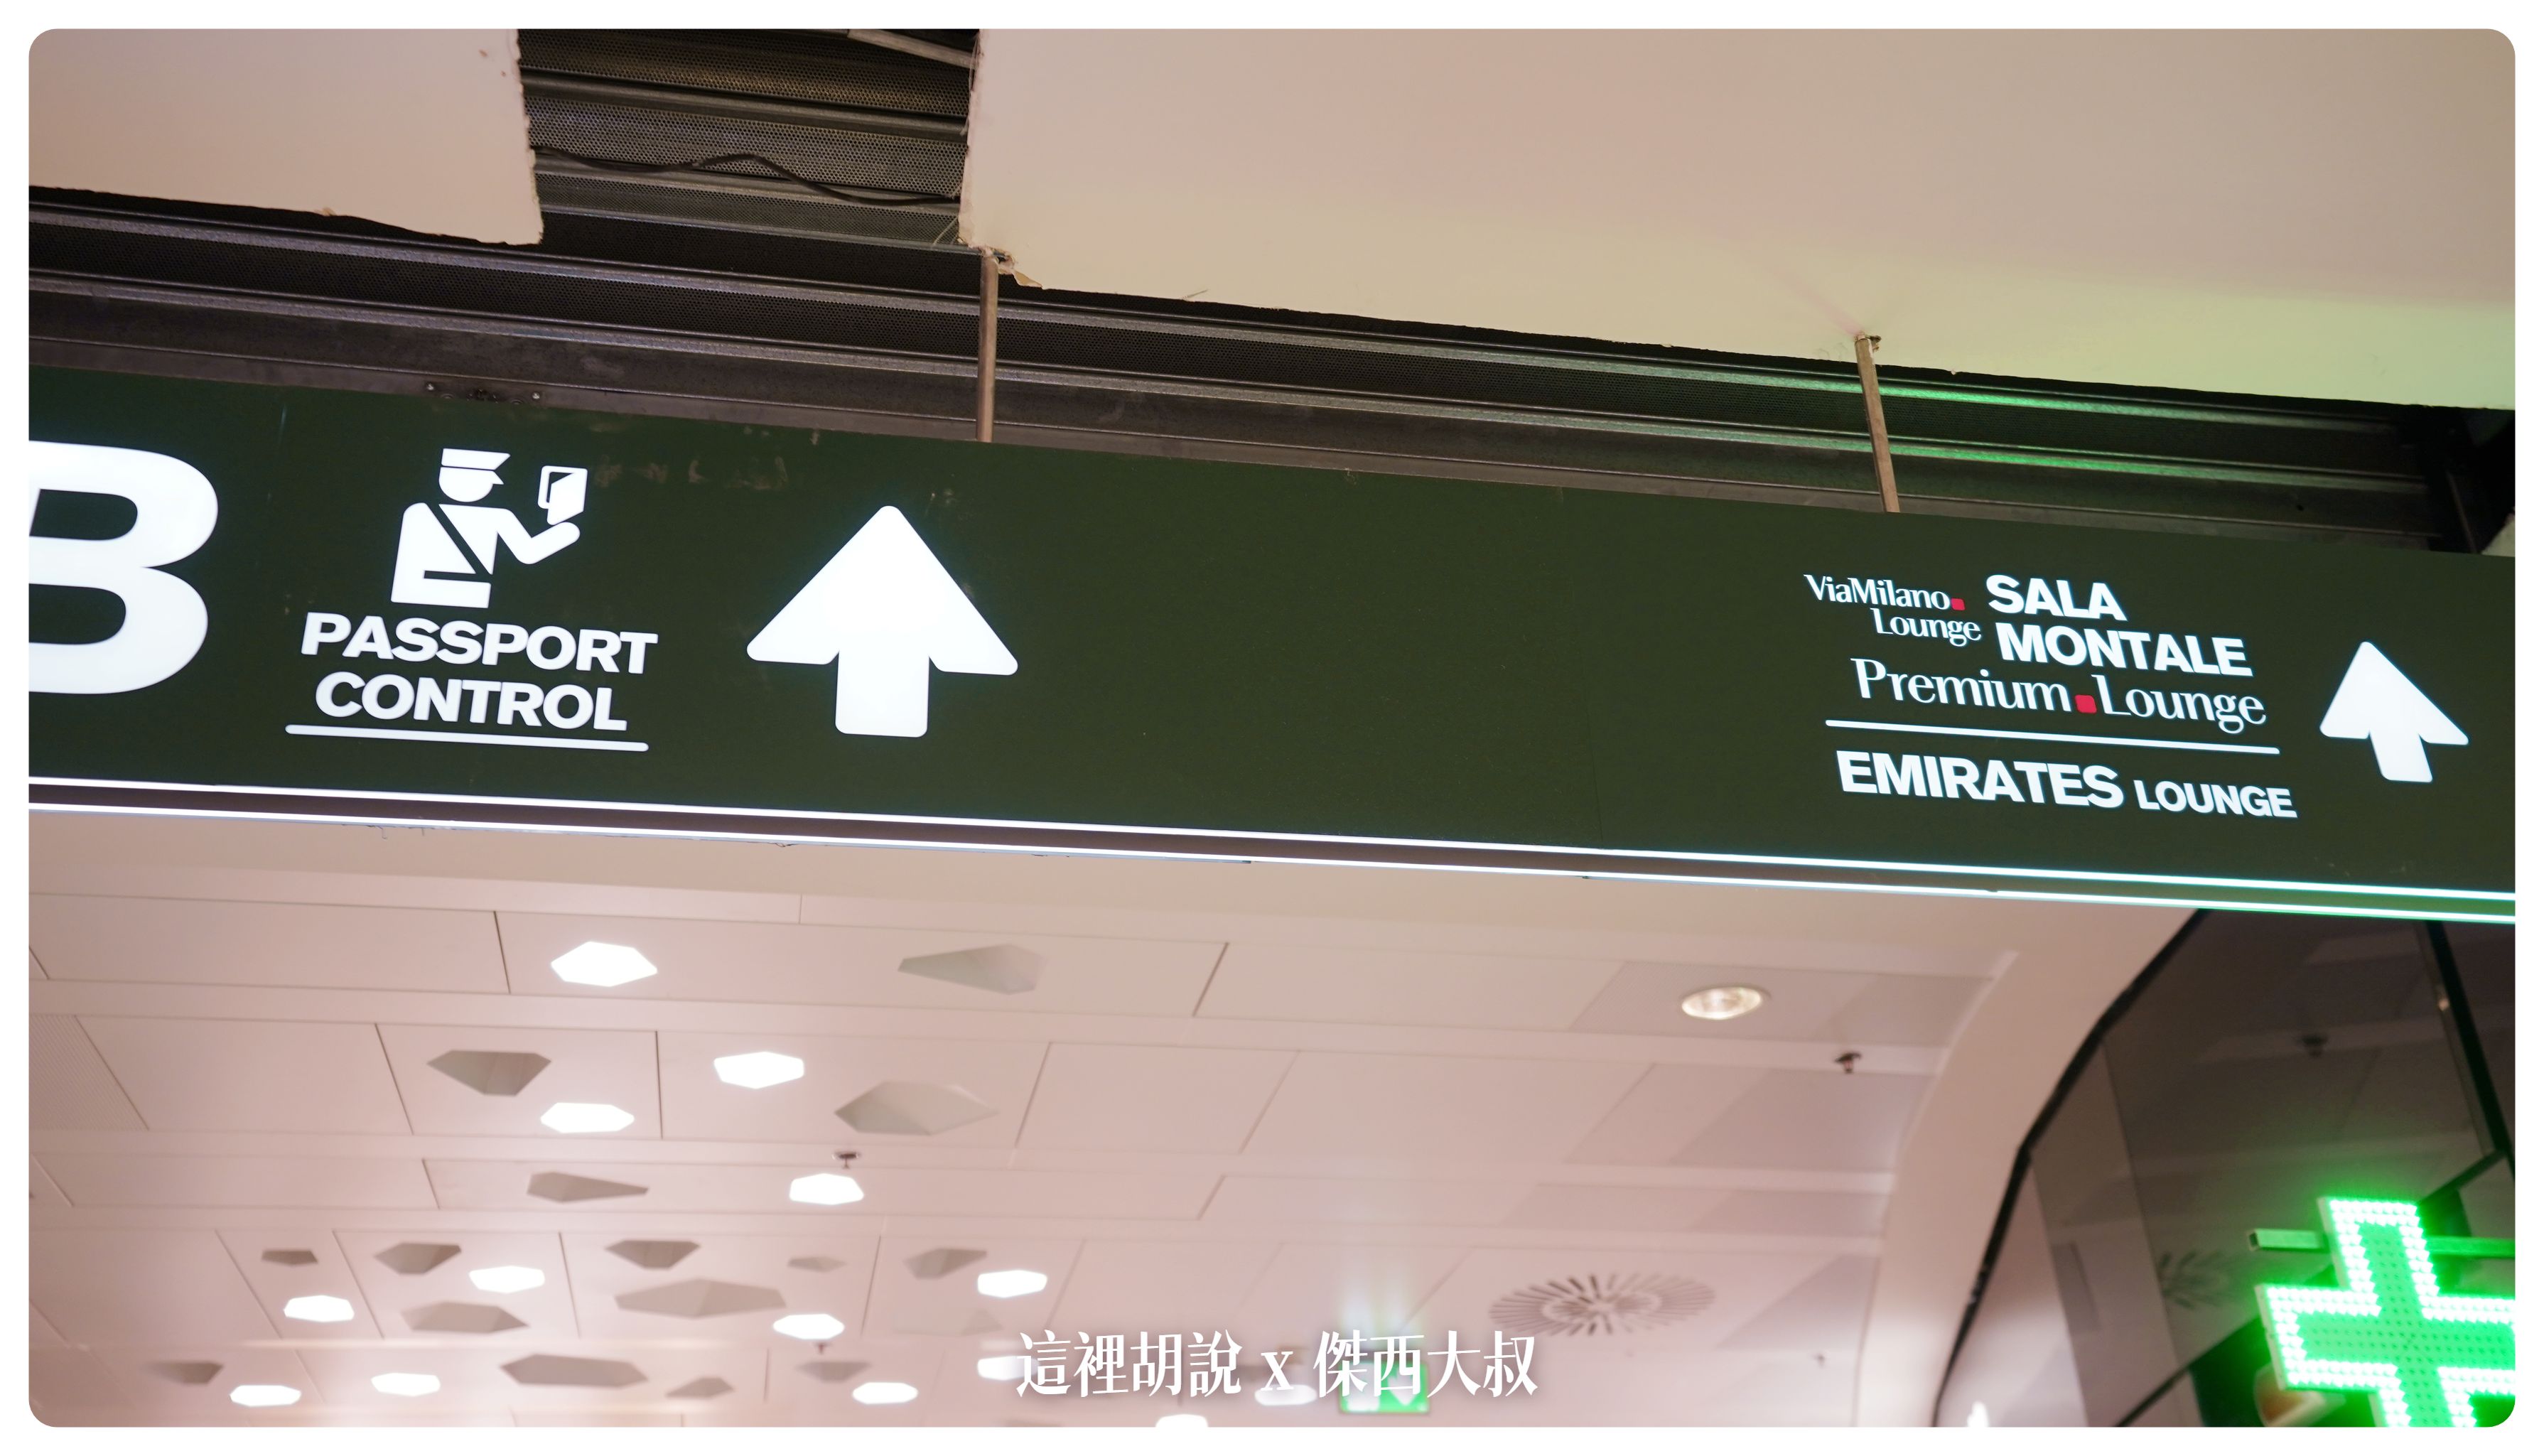 B
PASSPORT
CONTROL
ViaMilano Lounge
SALA
MONTALE
Premium Lounge
EMIRATES LOUNGE
這裡胡說 x 傑西大叔